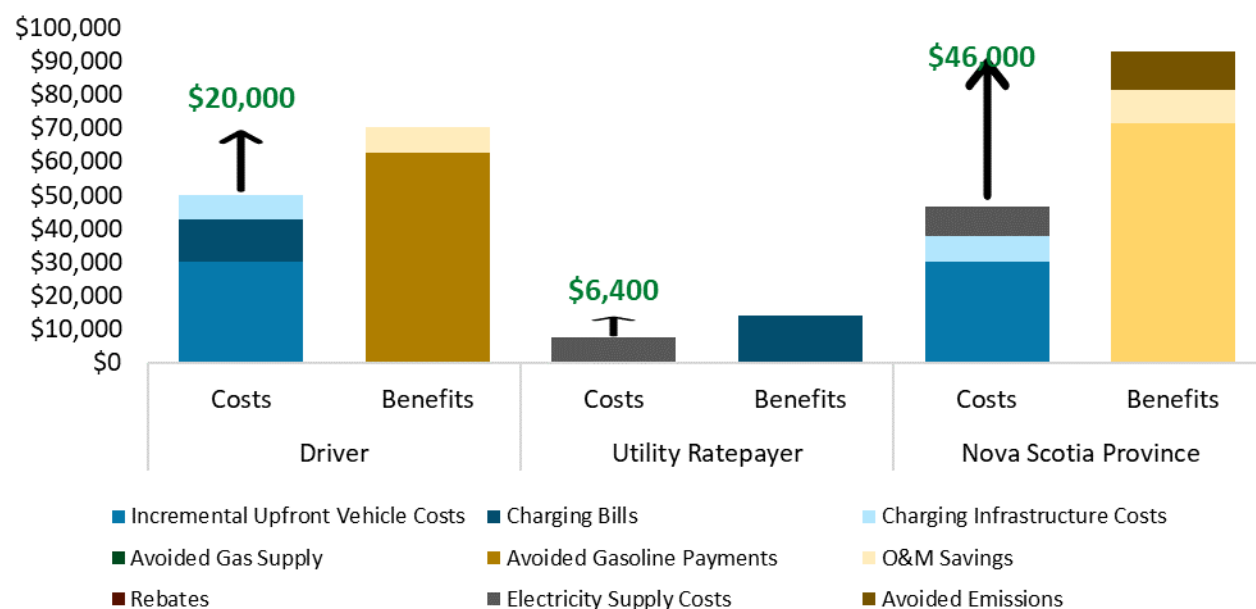 $100,000
$90,000
$80,000
$70,000
$60,000
$50,000
$40,000
$30,000
$20,000
$10,000
$0
$20,000
$6,400
$46,000
Costs Benefits Costs Benefits Costs Benefits
Driver Utility Ratepayer Nova Scotia Province
Incremental Upfront Vehicle Costs Charging Bills Charging Infrastructure Costs
Avoided Gas Supply Avoided Gasoline Payments O&M Savings
Rebates Electricity Supply Costs Avoided Emissions